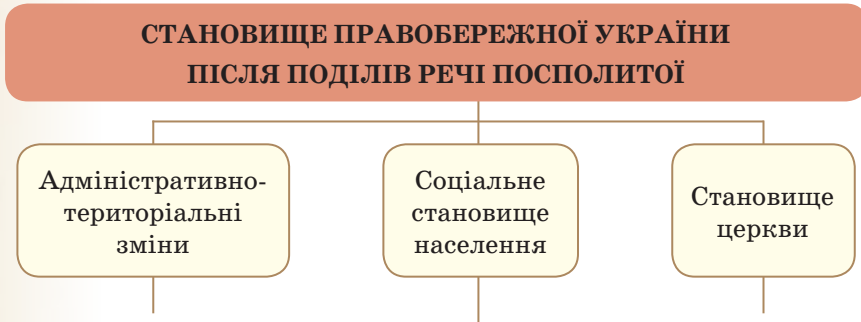 СТАНОВИЩЕ ПРАВОБЕРЕЖНОЇ УКРАЇНИ
ПІСЛЯ ПОДІЛІВ РЕЧІ ПОСПОЛИТОЇ
Адміністративно-
територіальні
зміни
Соціальне
становище
населення
Становище
церкви